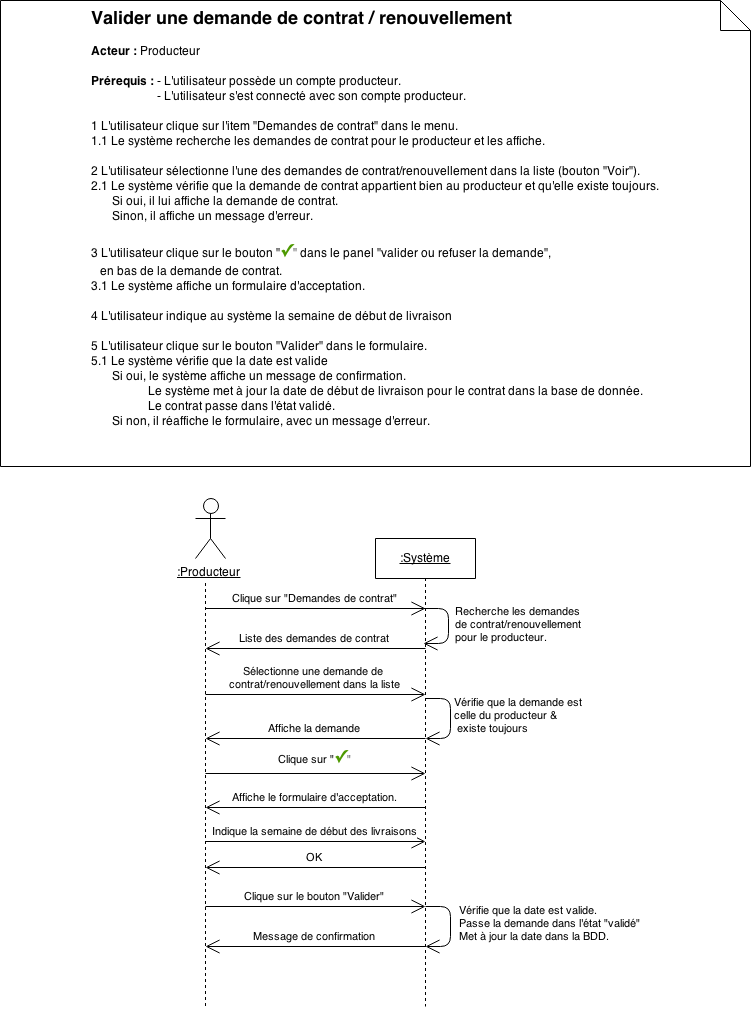 Valider une demande de contrat / renouvellement
Acteur : Producteur
Prérequis : - L'utilisateur possède un compte producteur.
- L'utilisateur s'est connecté avec son compte producteur.
1 L'utilisateur clique sur l'item "Demandes de contrat" dans le menu.
1.1 Le système recherche les demandes de contrat pour le producteur et les affiche.
2 L'utilisateur sélectionne l'une des demandes de contrat/renouvellement dans la liste (bouton "Voir").
2.1 Le système vérifie que la demande de contrat appartient bien au producteur et qu'elle existe toujours.
Si oui, il lui affiche la demande de contrat.
Sinon, il affiche un message d'erreur.
3 L'utilisateur clique sur le bouton "✓" dans le panel "valider ou refuser la demande",
en bas de la demande de contrat.
3.1 Le système affiche un formulaire d'acceptation.
4 L'utilisateur indique au système la semaine de début de livraison
5 L'utilisateur clique sur le bouton "Valider" dans le formulaire.
5.1 Le système vérifie que la date est valide
Si oui, le système affiche un message de confirmation.
Le système met à jour la date de début de livraison pour le contrat dans la base de donnée.
Le contrat passe dans l'état validé.
Si non, il réaffiche le formulaire, avec un message d'erreur.
:Producteur
:Système
Clique sur "Demandes de contrat"
Recherche les demandes
de contrat/renouvellement
pour le producteur.
Liste des demandes de contrat
Sélectionne une demande de
contrat/renouvellement dans la liste
Vérifie que la demande est
celle du producteur &
existe toujours
Affiche la demande
Clique sur "✓"
Affiche le formulaire d'acceptation.
Indique la semaine de début des livraisons
OK
Clique sur le bouton "Valider"
Vérifie que la date est valide.
Passe la demande dans l'état "validé"
Met à jour la date dans la BDD.
Message de confirmation